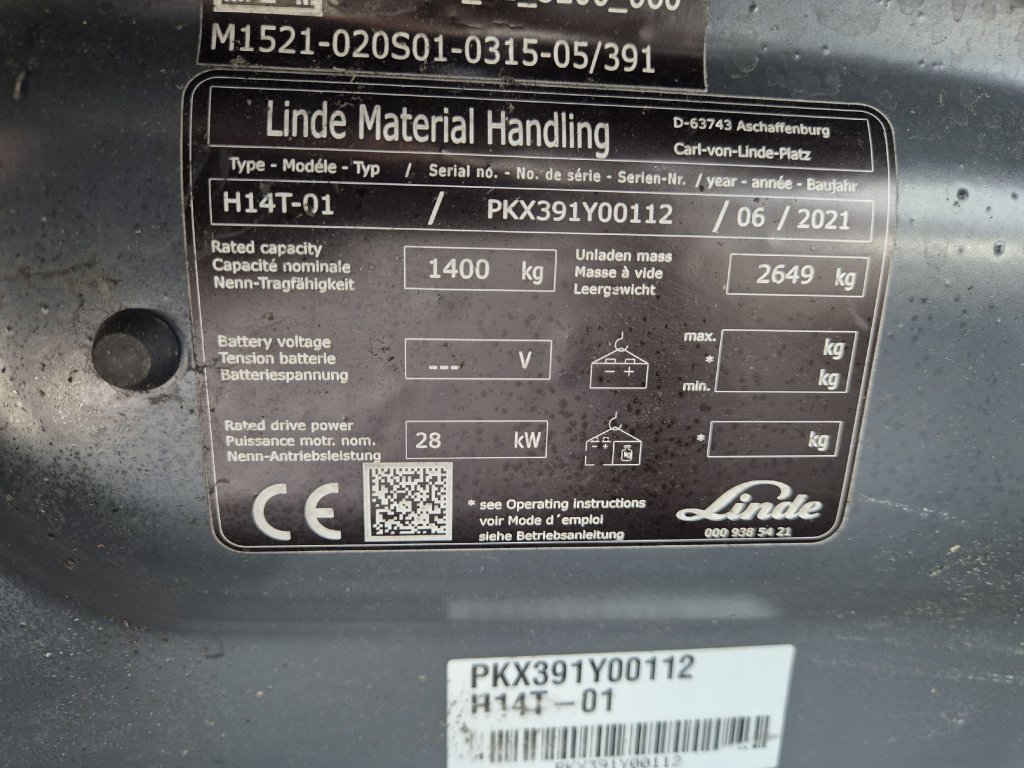 M1521-020S01-0315-05/391
Linde Material Handling
D-63743 Aschaffenburg
Carl-von-Linde-Platz
Type - Modéle - Typ / Serial nó. - No. de série - Serien-Nr. / year - année - Baujahr
H14T-01 / PKX391Y00112 / 06 / 2021
Rated capacity
Capacité nominale
Nenn-Tragfähigkeit
1400 kg
Unladen mass
Masse à vide
Leergewicht
2649 kg
Battery voltage
Tension batterie
Batteriespannung
--- V
max. kg
*
min. kg
Rated drive power
Puissance motr. nom.
Nenn-Antriebsleistung
28 kW
* kg
CE
* see Operating instructions
voir Mode d´emploi
siehe Betriebsanleitung
Linde
000 938 54 21
PKX391Y00112
H14T-01
PKX391Y00112